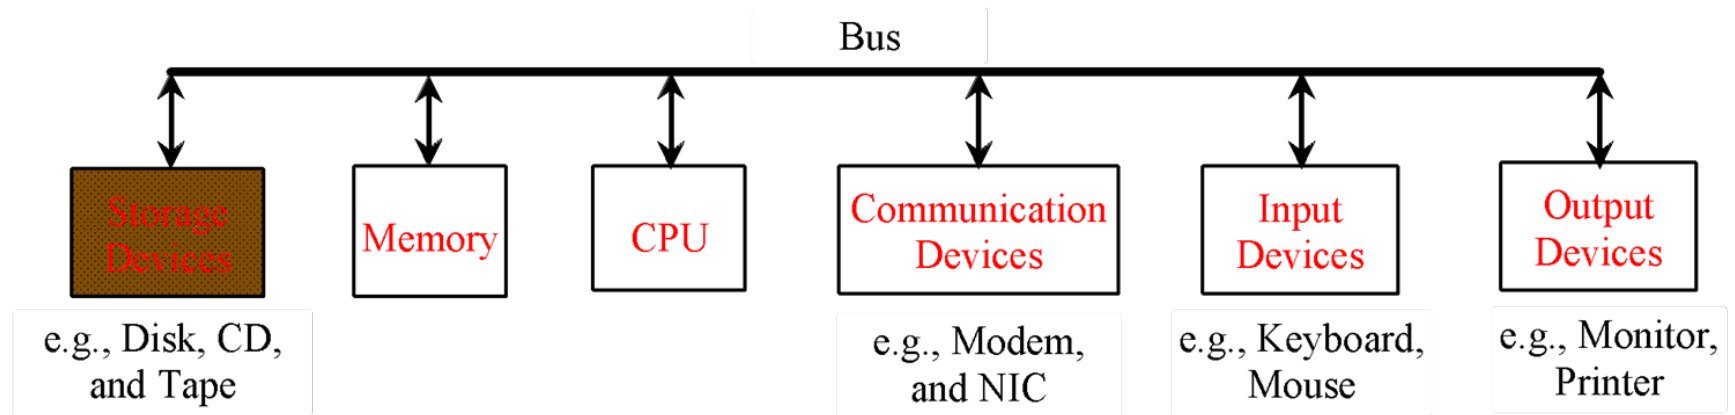 Bus
Storage
Devices
Memory
CPU
Communication
Devices
Input
Devices
Output
Devices
e.g., Disk, CD,
and Tape
e.g., Modem,
and NIC
e.g., Keyboard,
Mouse
e.g., Monitor,
Printer